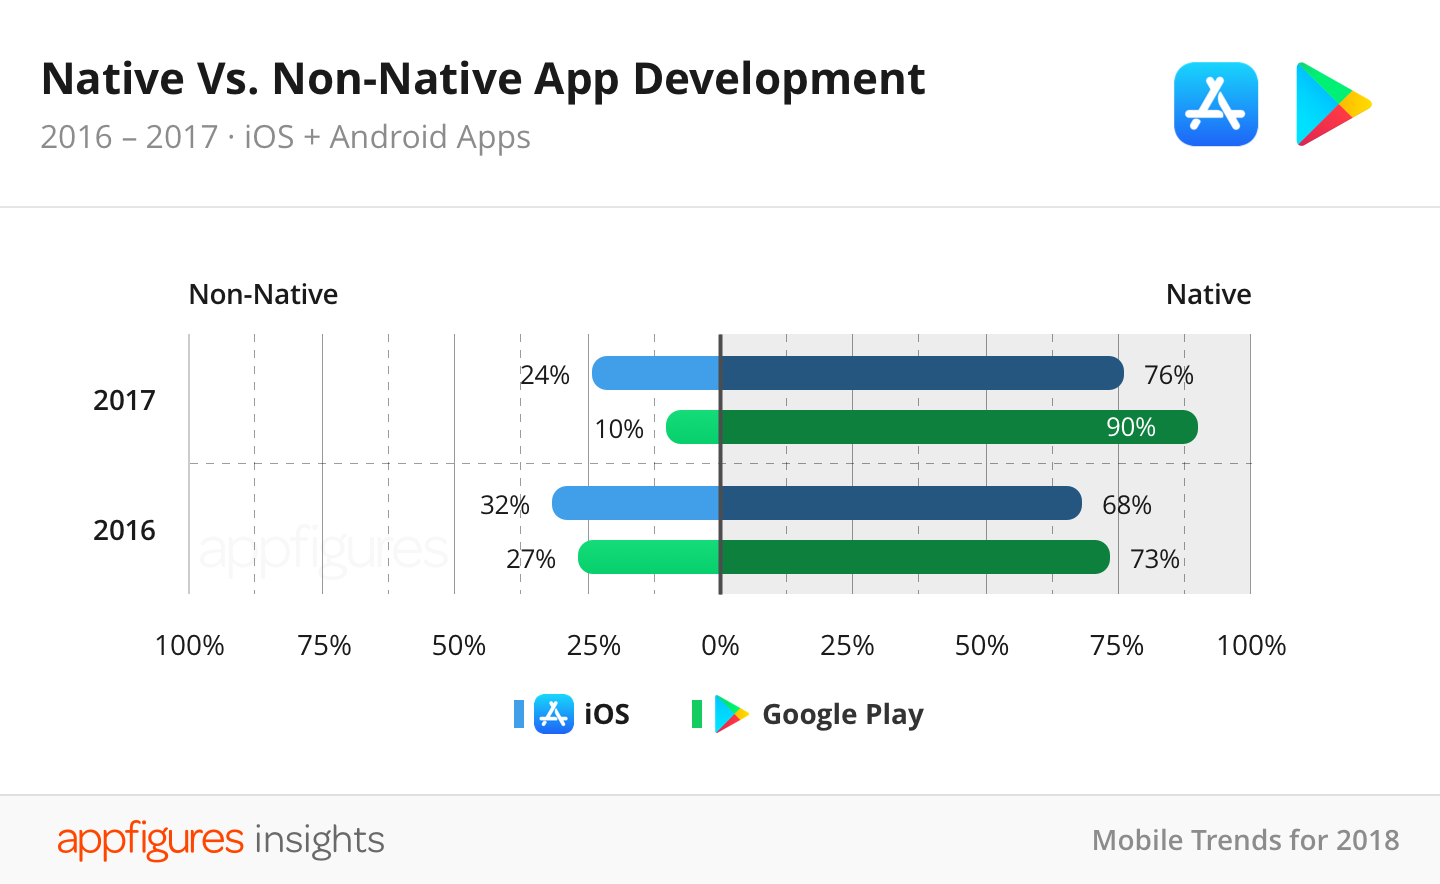 Native Vs. Non-Native App Development
2016 – 2017 · iOS + Android Apps
Non-Native Native
2017
24% 76%
10% 90%
2016
32% 68%
27% 73%
appfigures
100% 75% 50% 25% 0% 25% 50% 75% 100%
iOS Google Play
appfigures insights
Mobile Trends for 2018